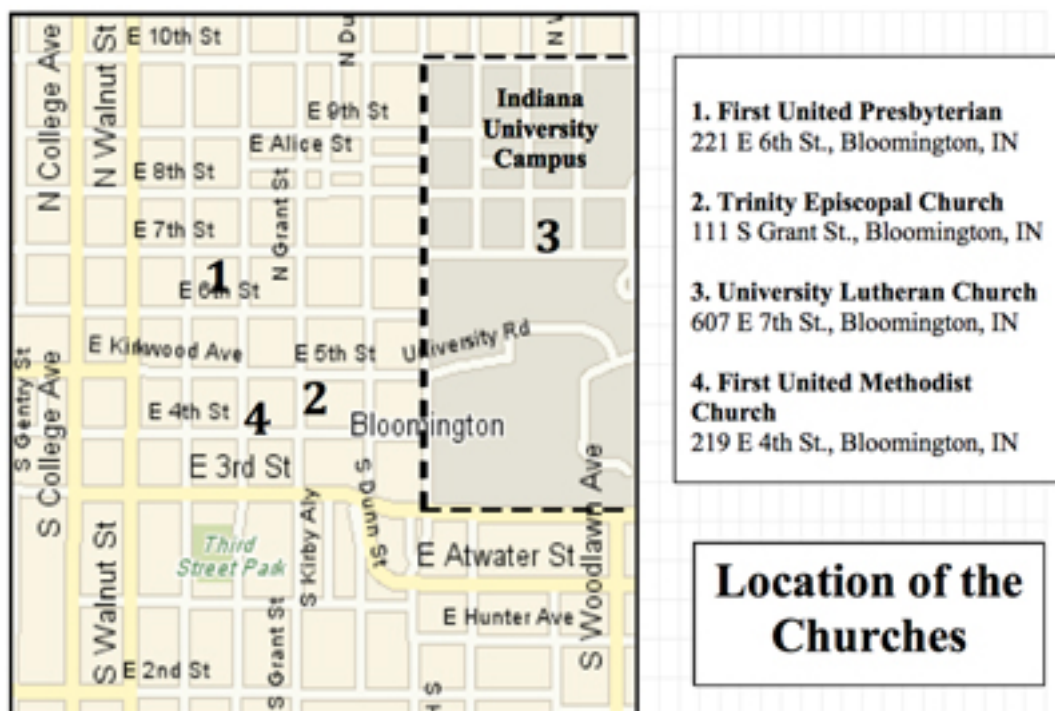 E 10th St
N College Ave
N Walnut St
N Du
N V
E 9th St
Indiana
University
Campus
E Alice St
E 8th St
N Grant St
E 7th St
3
1
E 6th St
E Kirkwood Ave
E 5th St
University Rd
S Gentry St
S College Ave
2
E 4th St
4
Bloomington
E 3rd St
S Kirby Aly
S Dunn St
S Woodlawn Ave
S Walnut St
Third
Street Park
E Atwater St
E Hunter Ave
S Grant St
E 2nd St
S H
1. First United Presbyterian
221 E 6th St., Bloomington, IN
2. Trinity Episcopal Church
111 S Grant St., Bloomington, IN
3. University Lutheran Church
607 E 7th St., Bloomington, IN
4. First United Methodist
Church
219 E 4th St., Bloomington, IN
Location of the
Churches